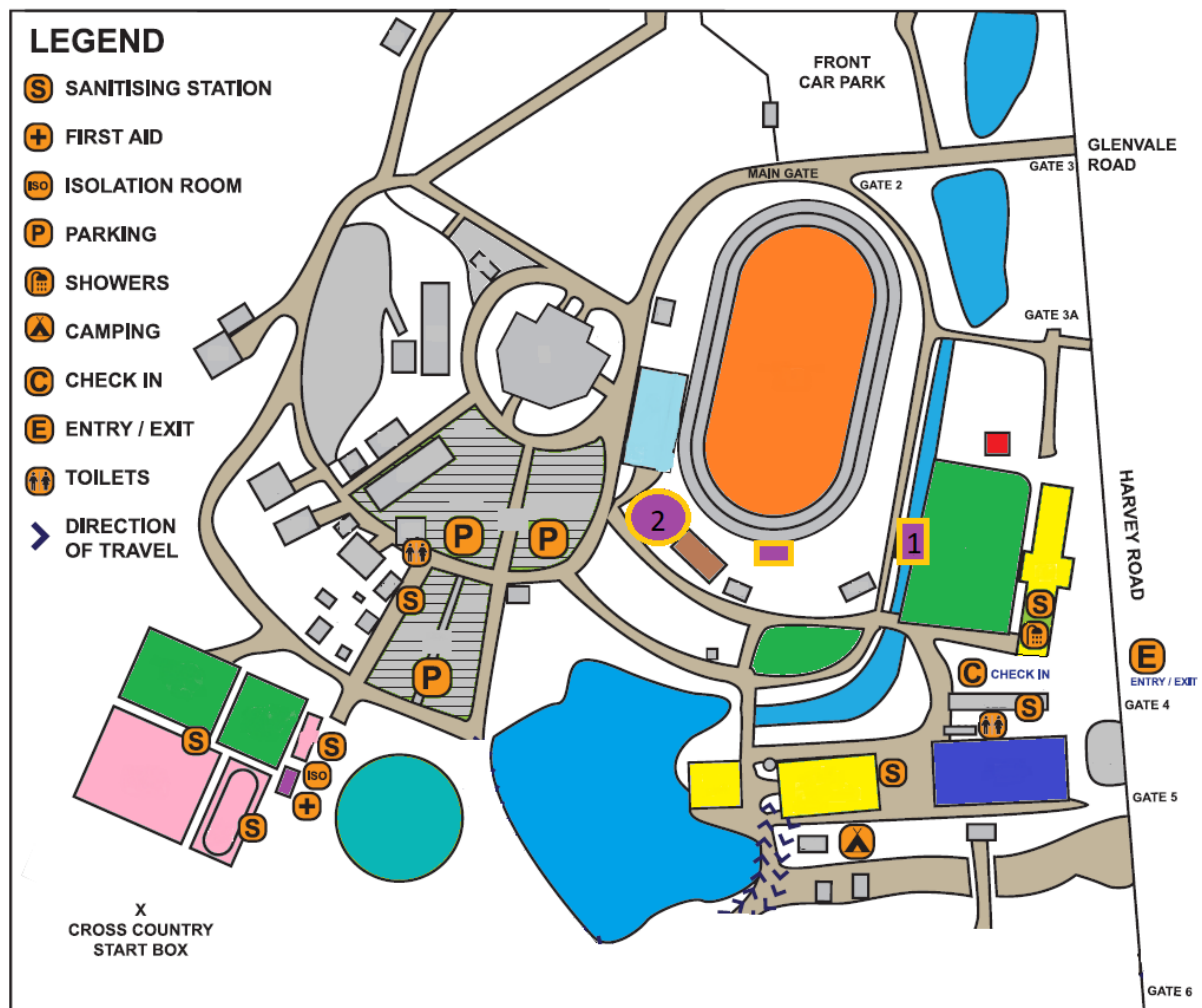 LEGEND
S SANITISING STATION
+ FIRST AID
ISO ISOLATION ROOM
P PARKING
SHOWERS
CAMPING
C CHECK IN
E ENTRY / EXIT
TOILETS
DIRECTION
OF TRAVEL
FRONT
CAR PARK
GLENVALE
ROAD
GATE 3
MAIN GATE
GATE 2
GATE 3A
HARVEY ROAD
2
1
P
P
S
P
S
S
C CHECK IN
E
ENTRY / EXIT
GATE 4
S
S
S
ISO
+
S
S
GATE 5
X
CROSS COUNTRY
START BOX
GATE 6